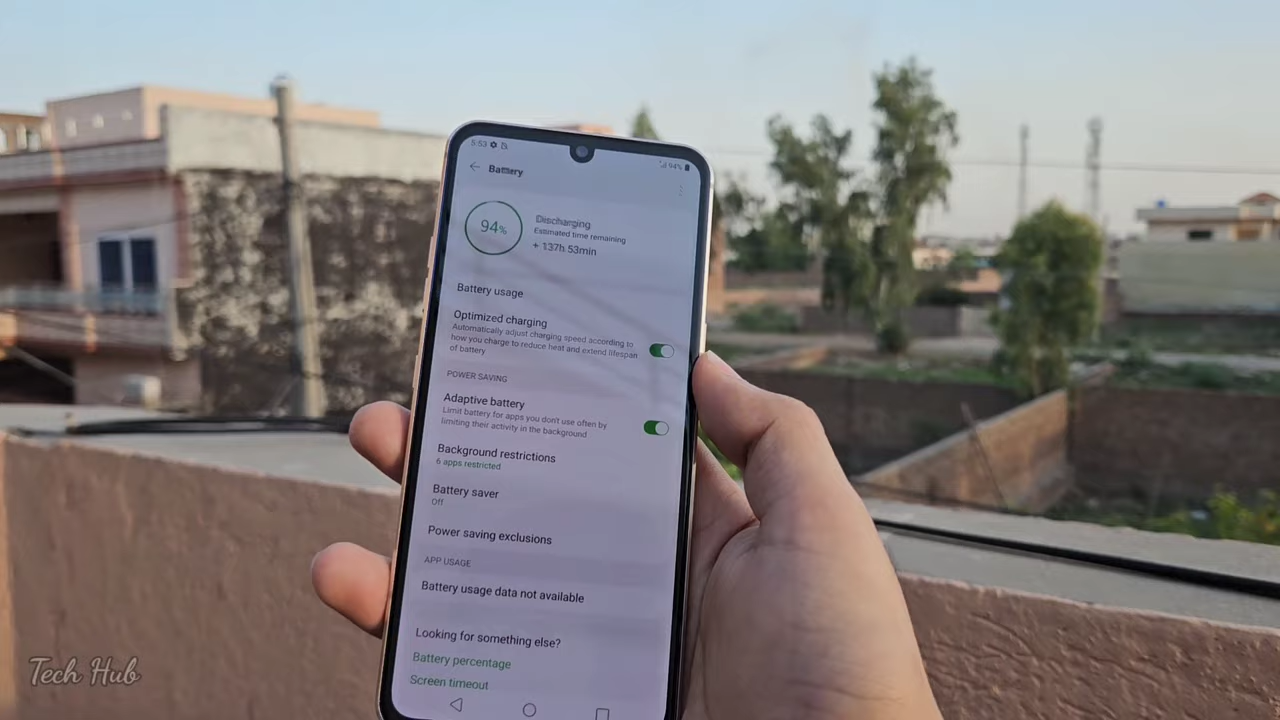 5:53
94%
Battery
94%
Discharging
Estimated time remaining
+ 137h 53min
Battery usage
Optimized charging
Automatically adjust charging speed according to
how you charge to reduce heat and extend lifespan
of battery
POWER SAVING
Adaptive battery
Limit battery for apps you don't use often by
limiting their activity in the background
Background restrictions
6 apps restricted
Battery saver
Off
Power saving exclusions
APP USAGE
Battery usage data not available
Looking for something else?
Battery percentage
Screen timeout
Tech Hub